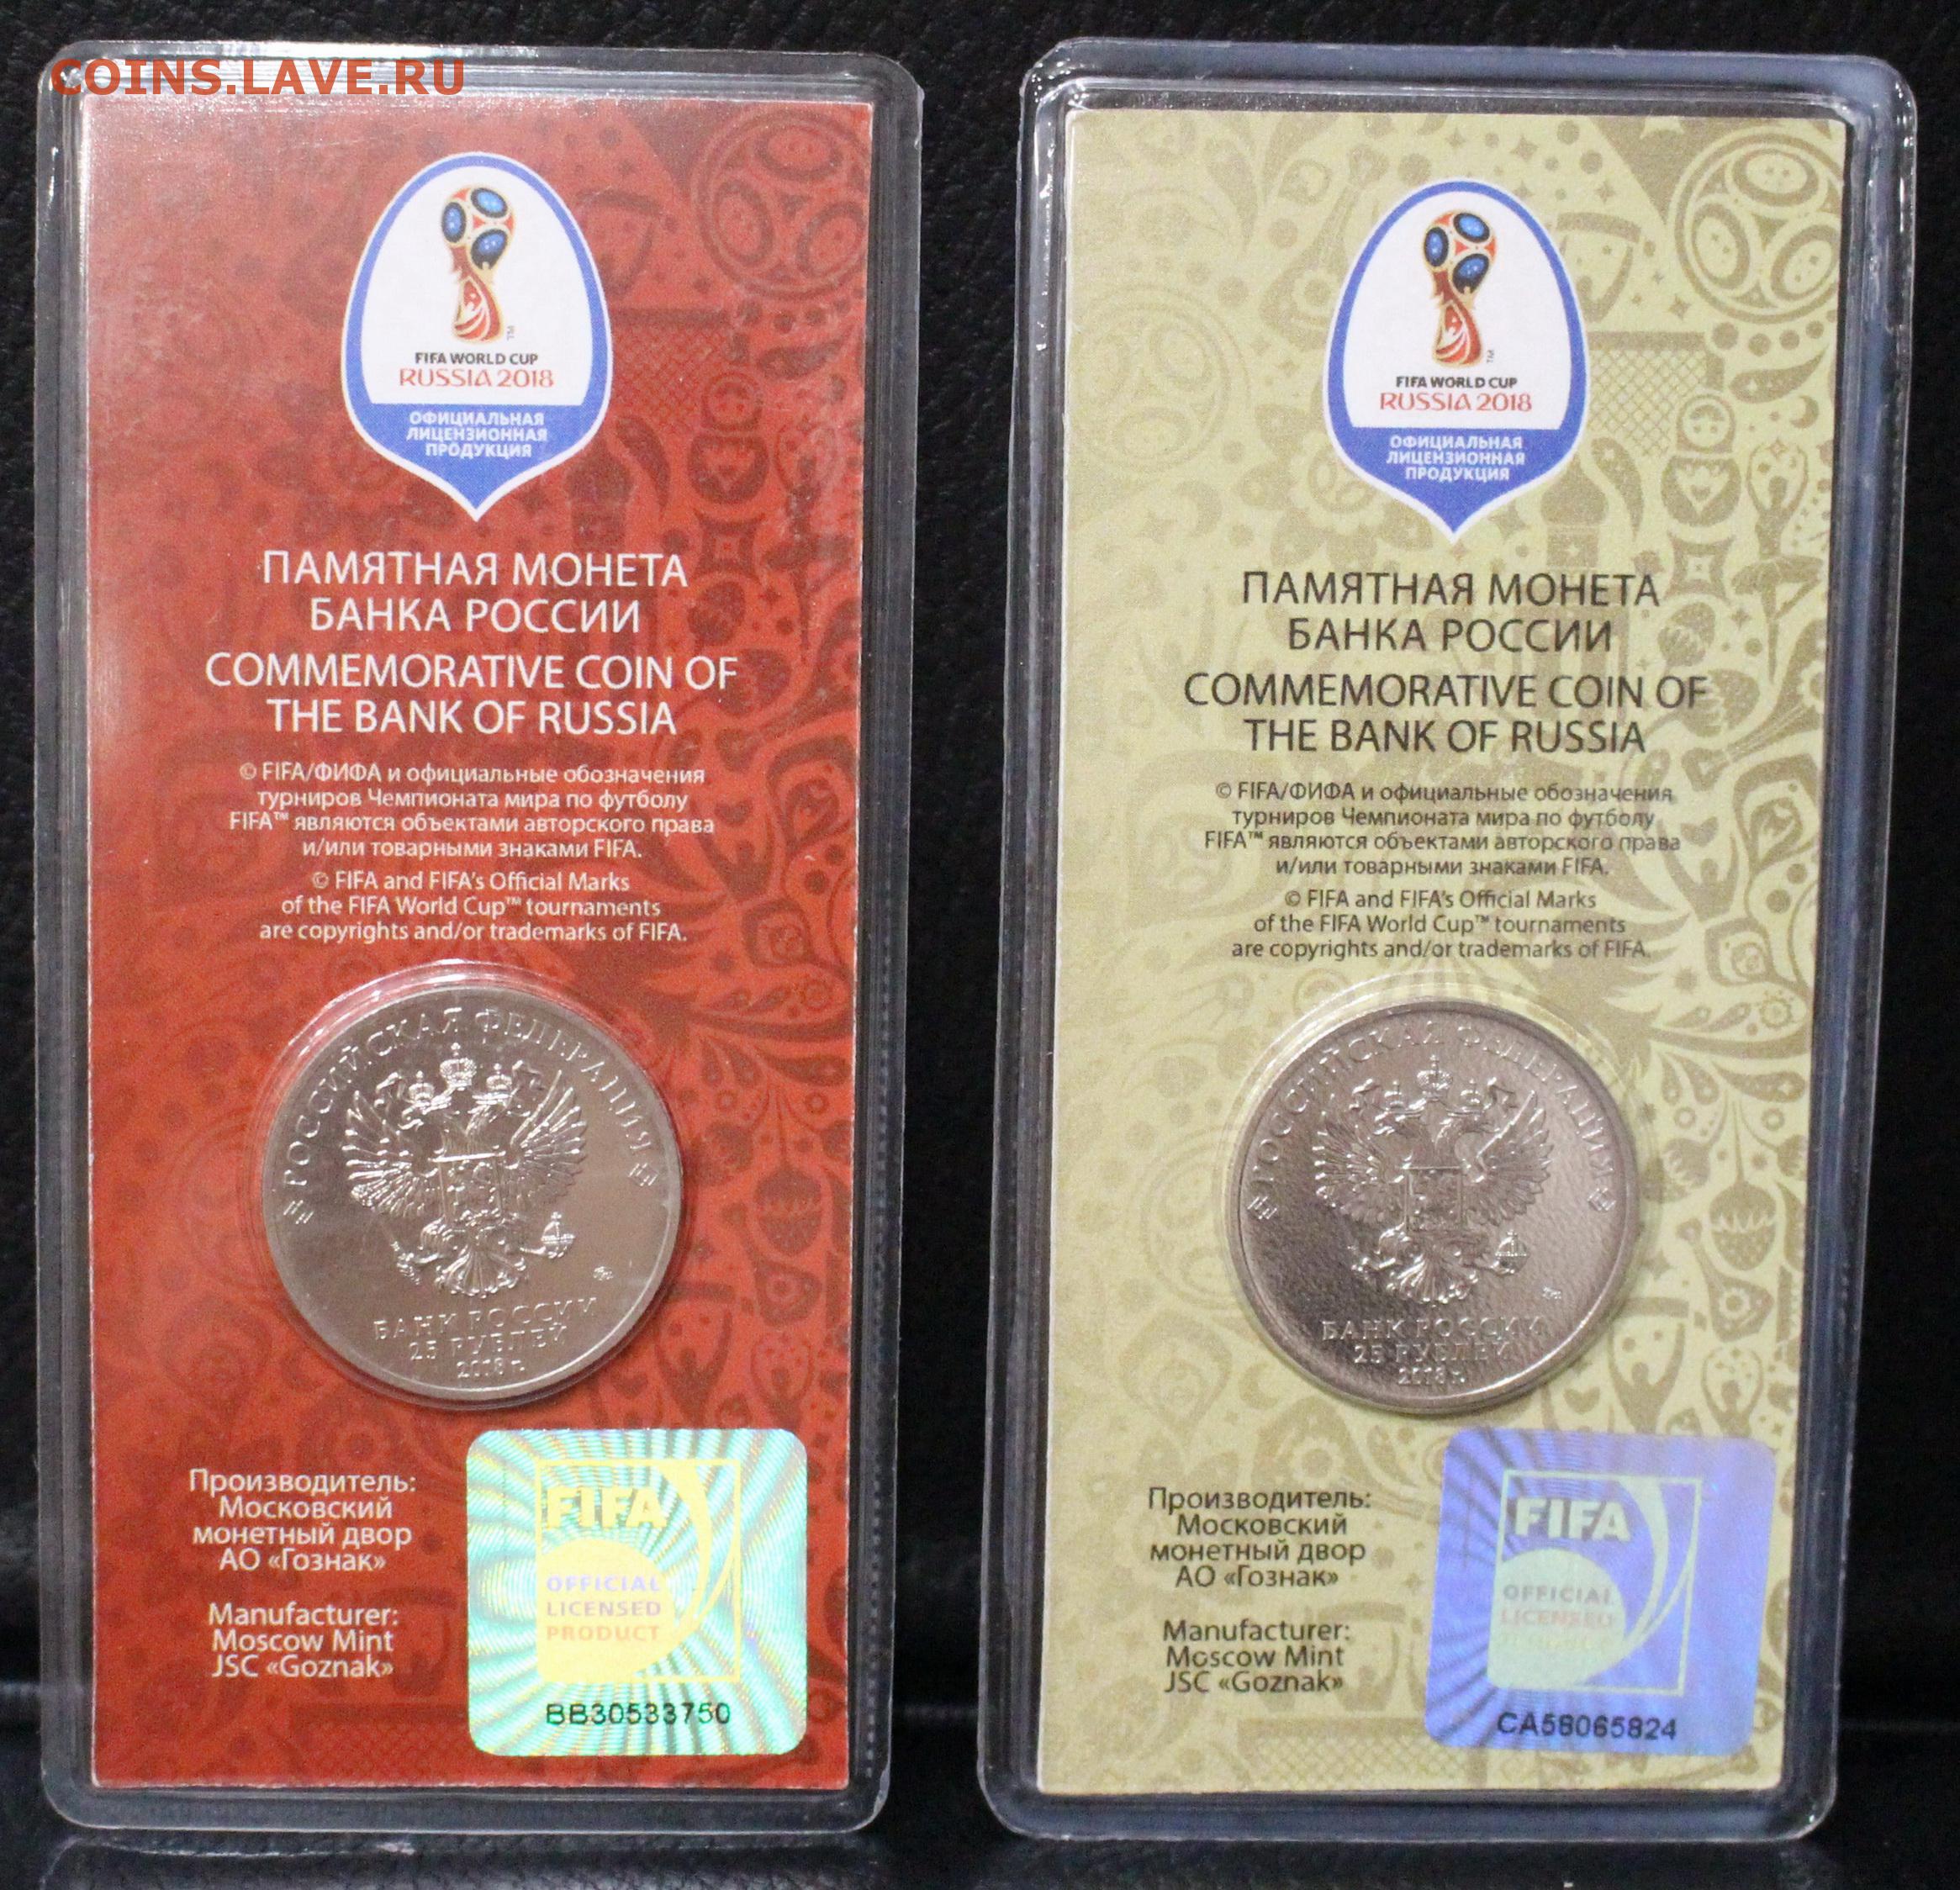 COINS.LAVE.RU
FIFA WORLD CUP
RUSSIA 2018
ОФИЦИАЛЬНАЯ
ЛИЦЕНЗИОННАЯ
ПРОДУКЦИЯ
ПАМЯТНАЯ МОНЕТА
БАНКА РОССИИ
COMMEMORATIVE COIN OF
THE BANK OF RUSSIA
© FIFA/ФИФА и официальные обозначения
турниров Чемпионата мира по футболу
FIFA™ являются объектами авторского права
и/или товарными знаками FIFA.
© FIFA and FIFA's Official Marks
of the FIFA World Cup™ tournaments
are copyrights and/or trademarks of FIFA.
РОССИЙСКАЯ ФЕДЕРАЦИЯ
БАНК РОССИИ
25 РУБЛЕЙ
2018 г.
Производитель:
Московский
монетный двор
АО «Гознак»
Manufacturer:
Moscow Mint
JSC «Goznak»
FIFA
OFFICIAL
LICENSED
PRODUCT
BB30533750
FIFA WORLD CUP
RUSSIA 2018
ОФИЦИАЛЬНАЯ
ЛИЦЕНЗИОННАЯ
ПРОДУКЦИЯ
ПАМЯТНАЯ МОНЕТА
БАНКА РОССИИ
COMMEMORATIVE COIN OF
THE BANK OF RUSSIA
© FIFA/ФИФА и официальные обозначения
турниров Чемпионата мира по футболу
FIFA™ являются объектами авторского права
и/или товарными знаками FIFA.
© FIFA and FIFA's Official Marks
of the FIFA World Cup™ tournaments
are copyrights and/or trademarks of FIFA.
РОССИЙСКАЯ ФЕДЕРАЦИЯ
БАНК РОССИИ
25 РУБЛЕЙ
2018 г.
Производитель:
Московский
монетный двор
АО «Гознак»
Manufacturer:
Moscow Mint
JSC «Goznak»
FIFA
OFFICIAL
LICENSED
CA58065824